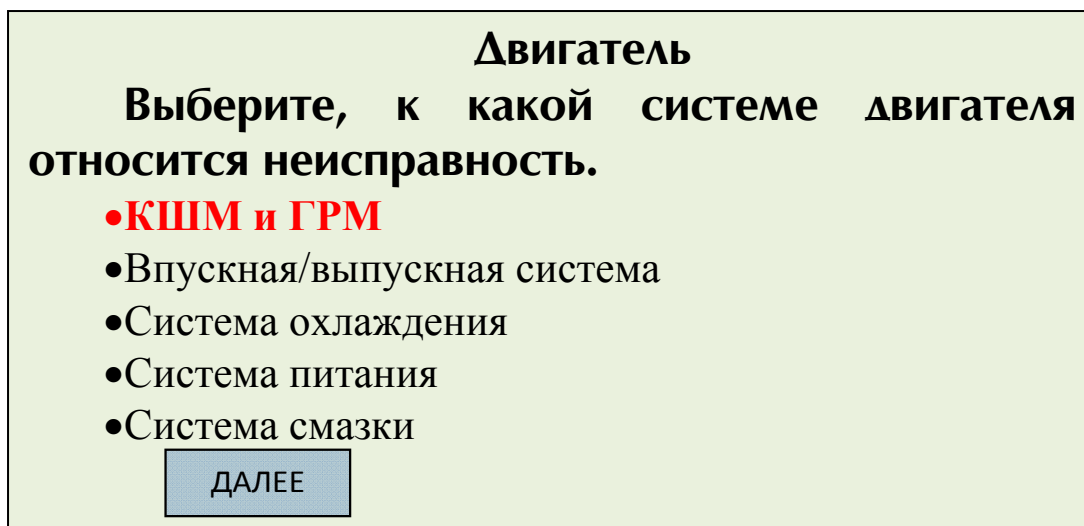 Двигатель
Выберите, к какой системе двигателя
относится неисправность.
•КШМ и ГРМ
•Впускная/выпускная система
•Система охлаждения
•Система питания
•Система смазки
ДАЛЕЕ